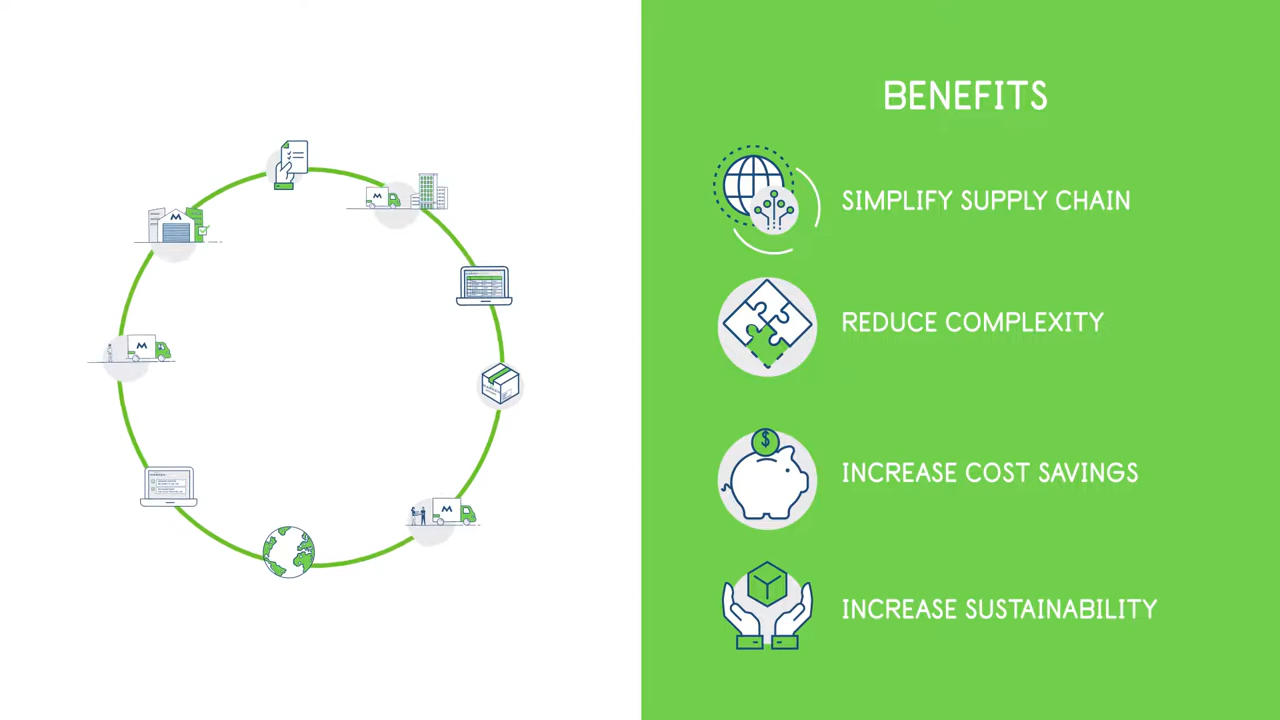 BENEFITS
SIMPLIFY SUPPLY CHAIN
REDUCE COMPLEXITY
INCREASE COST SAVINGS
INCREASE SUSTAINABILITY
M
M
M
M